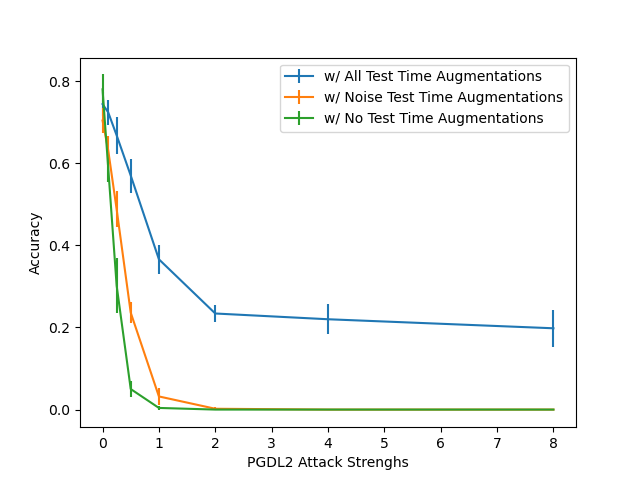 w/ All Test Time Augmentations
w/ Noise Test Time Augmentations
w/ No Test Time Augmentations
0.8
0.6
0.4
0.2
0.0
Accuracy
0 1 2 3 4 5 6 7 8
PGDL2 Attack Strenghs